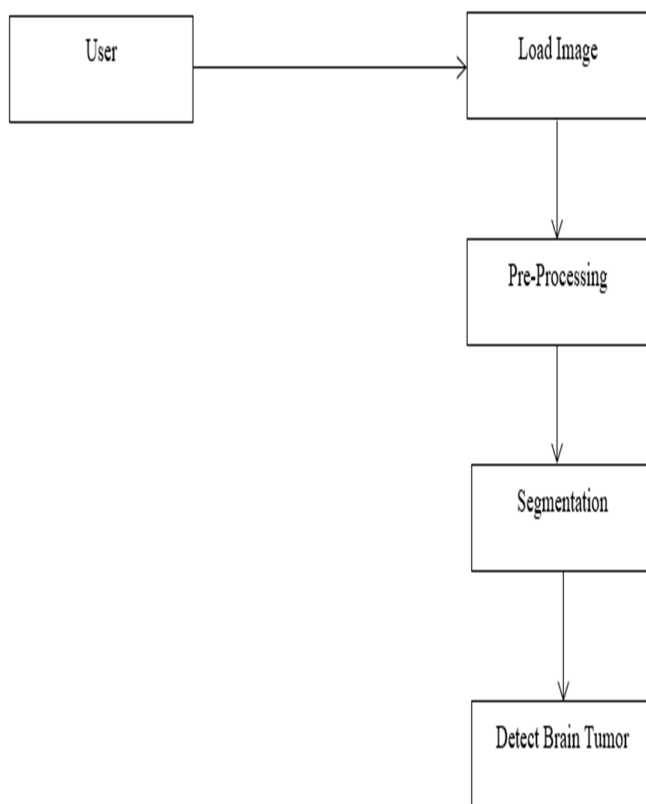 User
Load Image
Pre-Processing
Segmentation
Detect Brain Tumor